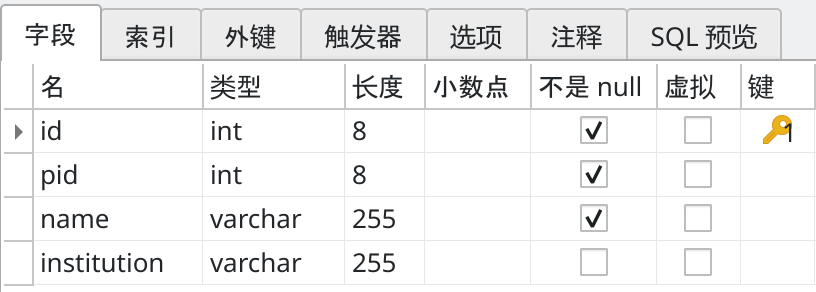 字段 索引 外键 触发器 选项 注释 SQL 预览
名 类型 长度 小数点 不是 null 虚拟 键
id int 8 1
pid int 8
name varchar 255
institution varchar 255